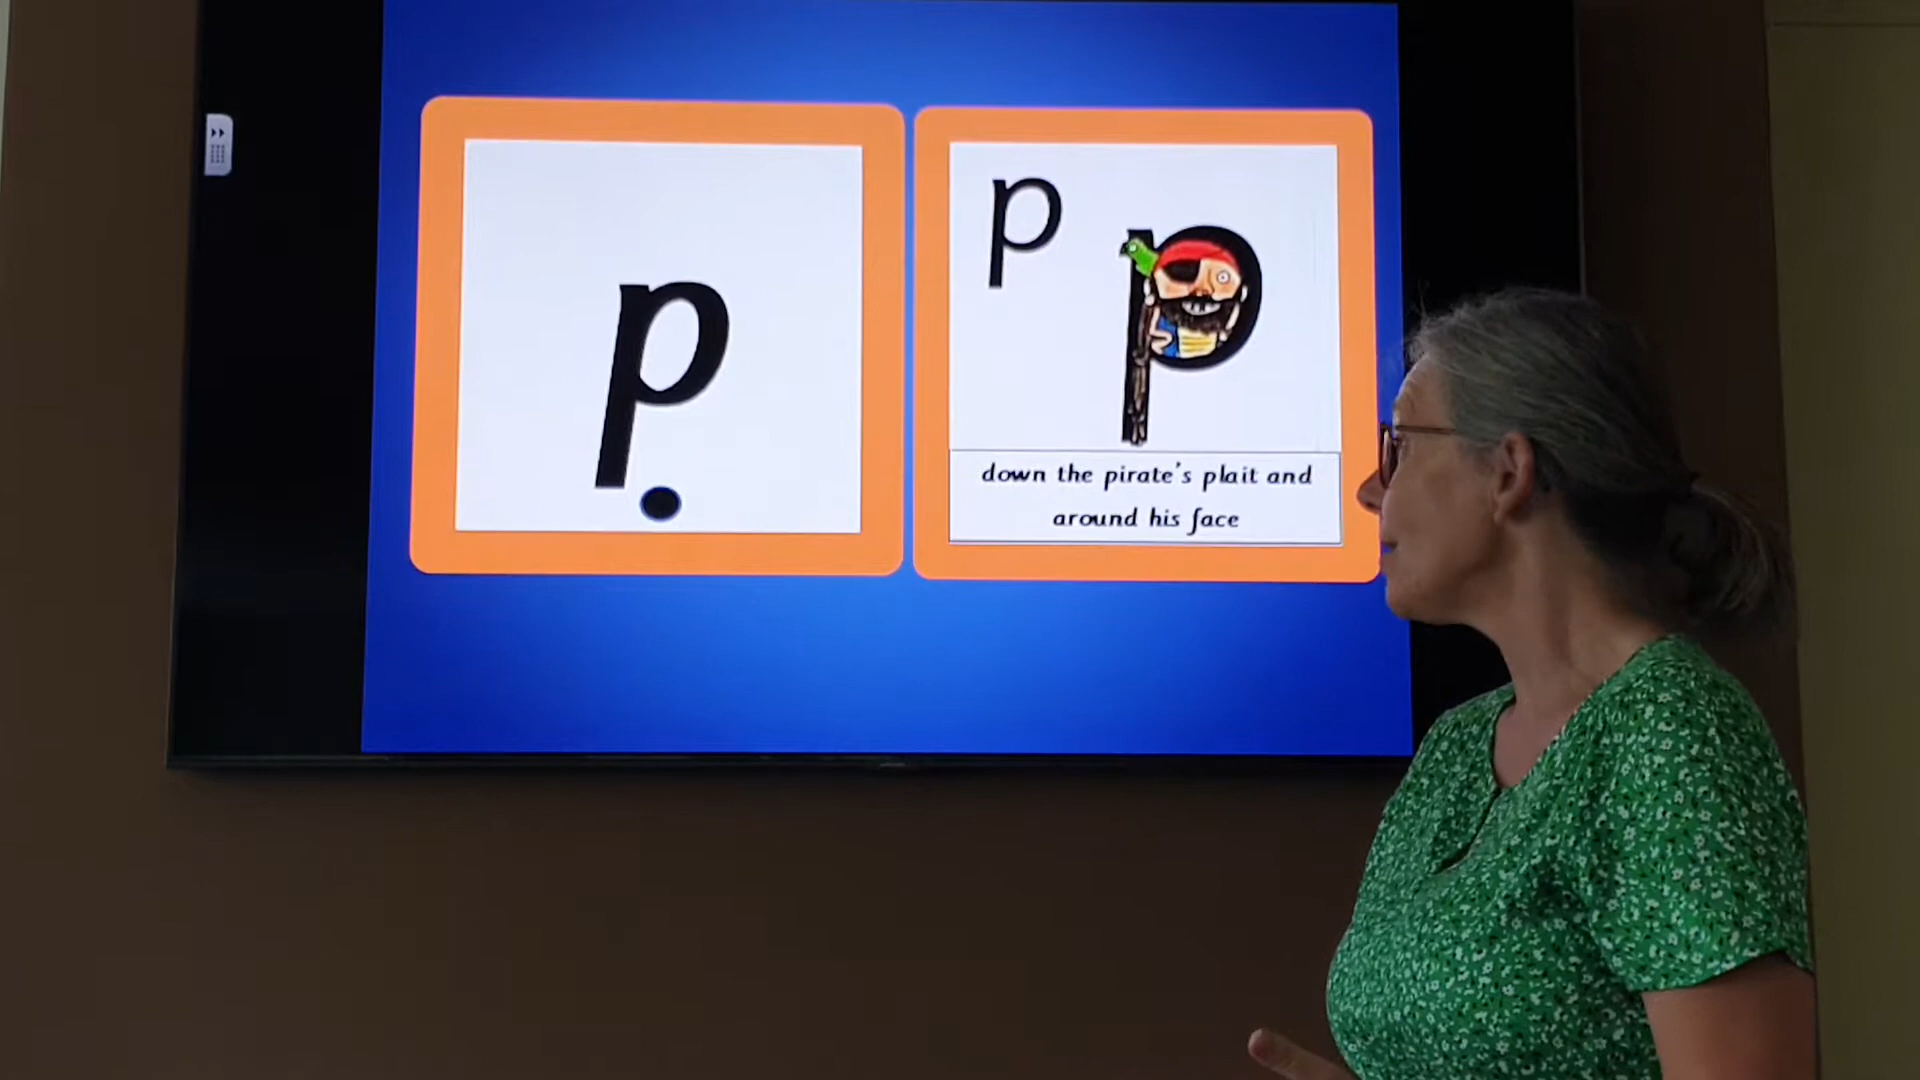 p
p
p
down the pirate's plait and
around his face